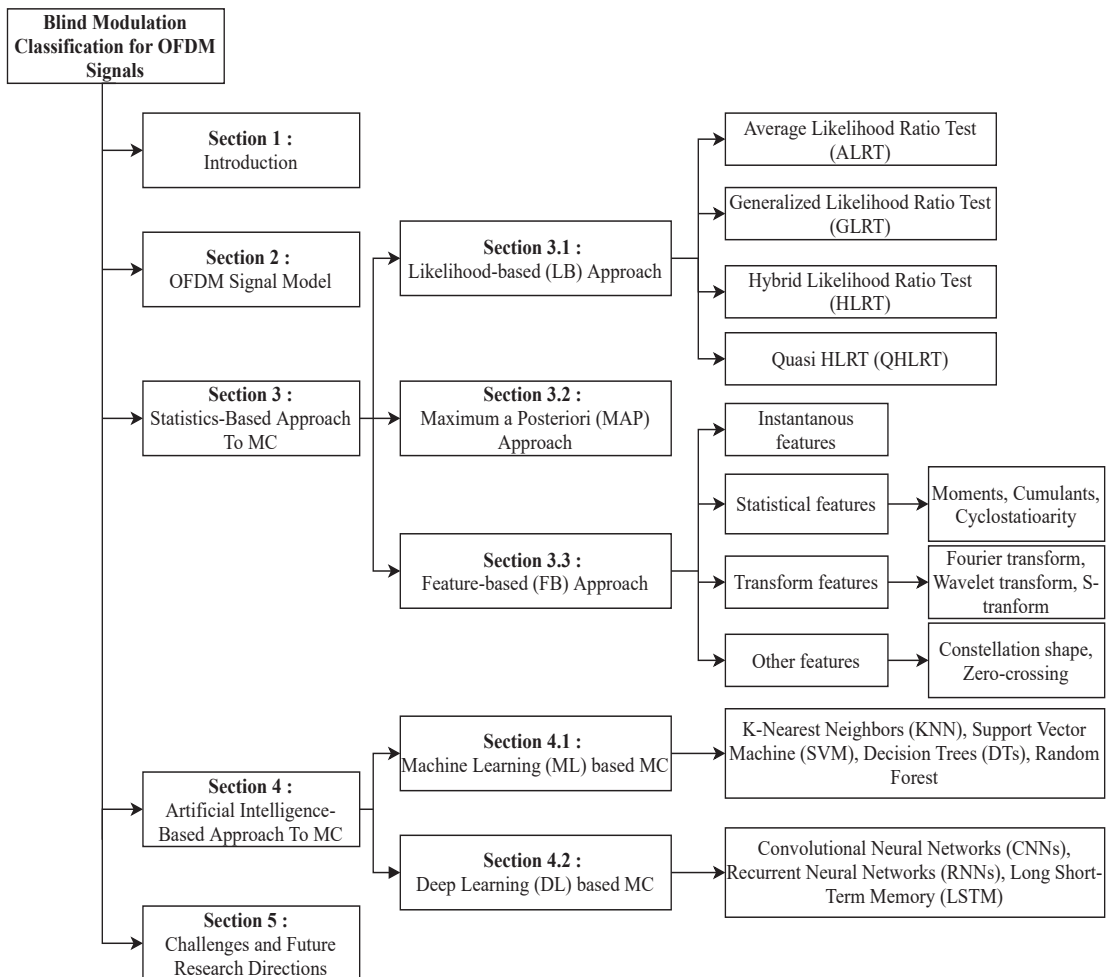 Blind Modulation
Classification for OFDM
Signals
Section 1 :
Introduction
Section 2 :
OFDM Signal Model
Section 3 :
Statistics-Based Approach
To MC
Section 3.1 :
Likelihood-based (LB) Approach
Average Likelihood Ratio Test
(ALRT)
Generalized Likelihood Ratio Test
(GLRT)
Hybrid Likelihood Ratio Test
(HLRT)
Quasi HLRT (QHLRT)
Section 3.2 :
Maximum a Posteriori (MAP)
Approach
Section 3.3 :
Feature-based (FB) Approach
Instantanous
features
Statistical features
Moments, Cumulants,
Cyclostatioarity
Transform features
Fourier transform,
Wavelet transform, S-
tranform
Other features
Constellation shape,
Zero-crossing
Section 4 :
Artificial Intelligence-
Based Approach To MC
Section 4.1 :
Machine Learning (ML) based MC
K-Nearest Neighbors (KNN), Support Vector
Machine (SVM), Decision Trees (DTs), Random
Forest
Section 4.2 :
Deep Learning (DL) based MC
Convolutional Neural Networks (CNNs),
Recurrent Neural Networks (RNNs), Long Short-
Term Memory (LSTM)
Section 5 :
Challenges and Future
Research Directions